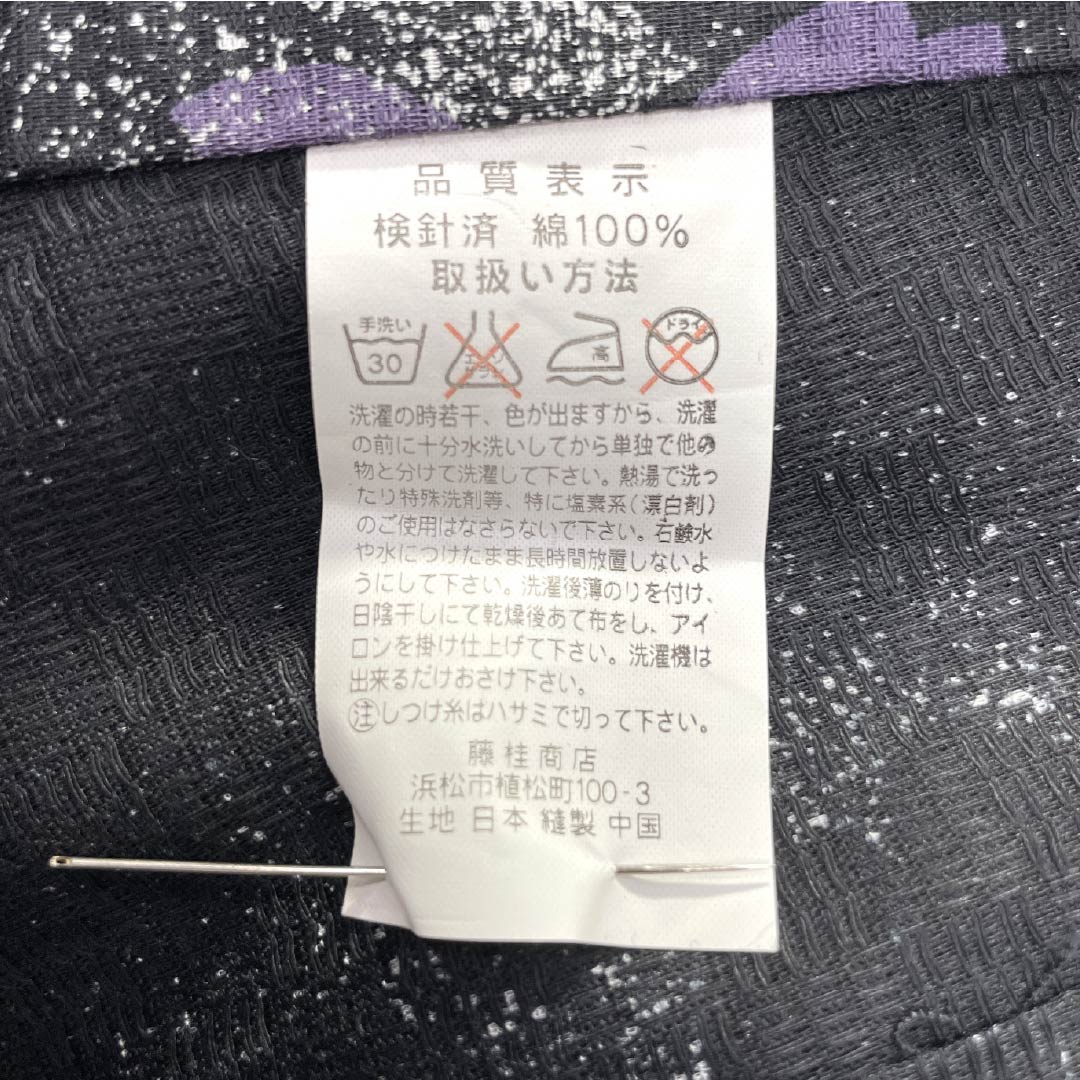 品質表示
検針済 綿100%
取扱い方法
手洗い
30
エンソ
サラシ
高
ドライ
洗濯の時若干、色が出ますから、洗濯
の前に十分水洗いしてから単独で他の
物と分けて洗濯して下さい。熱湯で洗っ
たり特殊洗剤等、特に塩素系(漂白剤)
のご使用はなさらないで下さい。石鹸水
や水につけたまま長時間放置しないよ
うにして下さい。洗濯後薄のりを付け、
日陰干しにて乾燥後あて布をし、アイ
ロンを掛け仕上げて下さい。洗濯機は
出来るだけおさけ下さい。
注しつけ糸はハサミで切って下さい。
藤桂商店
浜松市植松町100-3
生地 日本 縫製 中国